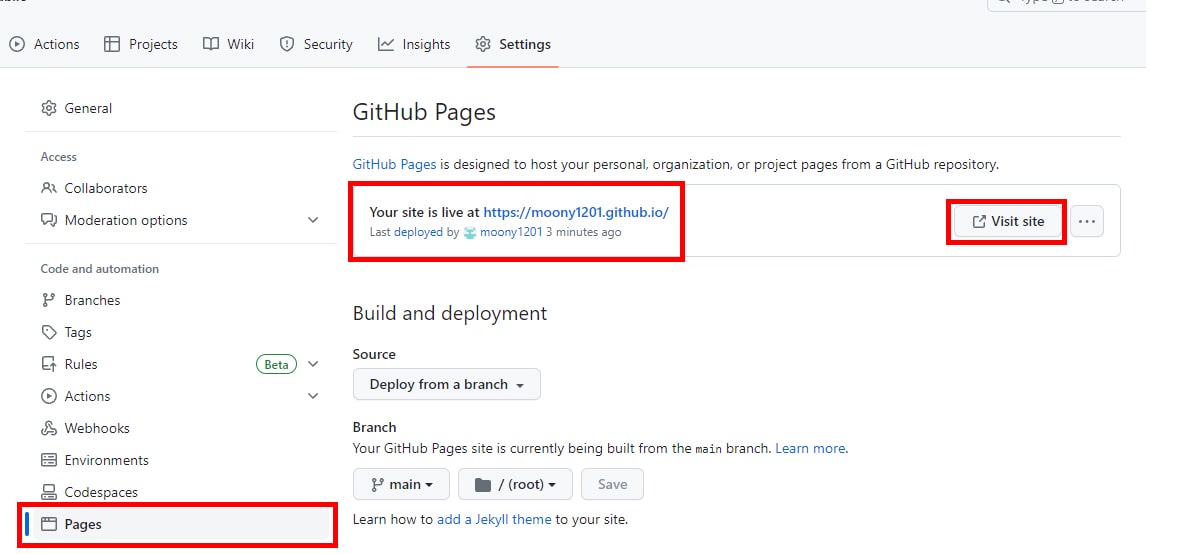 Type / to search
Actions Projects Wiki Security Insights Settings
General
Access
Collaborators
Moderation options
Code and automation
Branches
Tags
Rules Beta
Actions
Webhooks
Environments
Codespaces
Pages
GitHub Pages
GitHub Pages is designed to host your personal, organization, or project pages from a GitHub repository.
Your site is live at https://moony1201.github.io/
Last deployed by moony1201 3 minutes ago
Visit site
Build and deployment
Source
Deploy from a branch
Branch
Your GitHub Pages site is currently being built from the main branch. Learn more.
main / (root) Save
Learn how to add a Jekyll theme to your site.